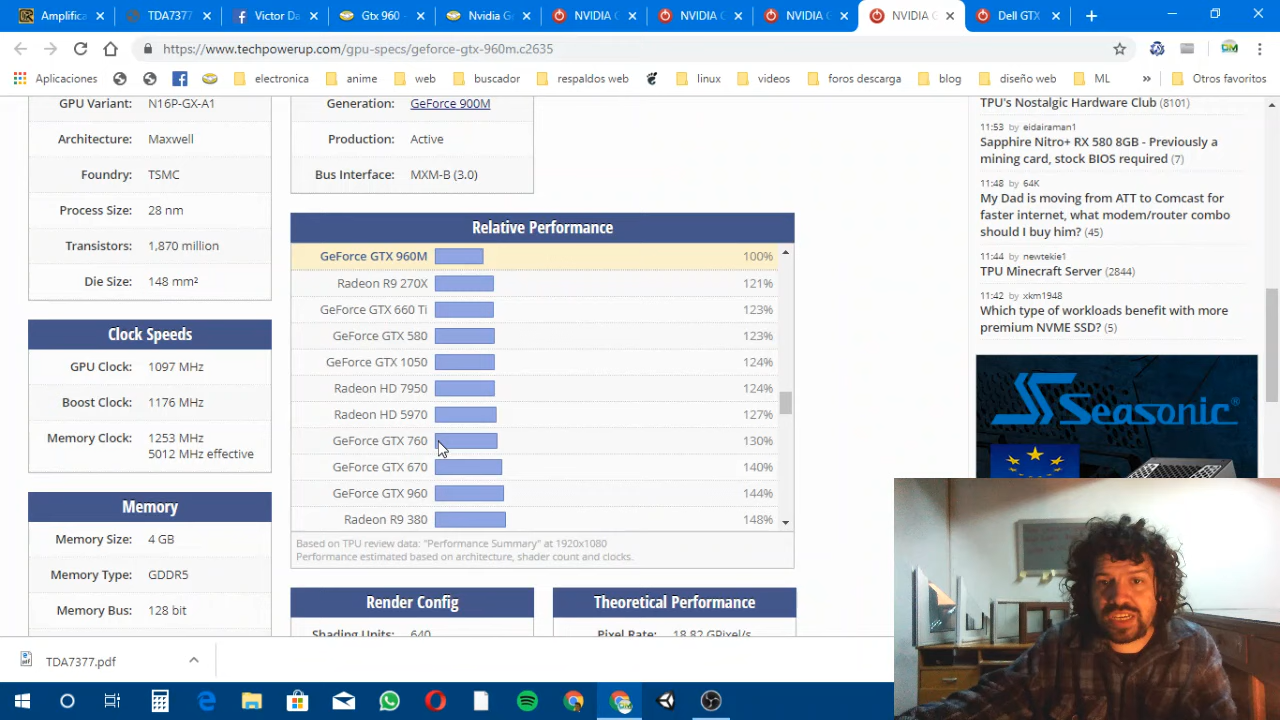 Amplifica
TDA7377
Victor Da
Gtx 960 -
Nvidia G
NVIDIA
NVIDIA
NVIDIA
NVIDIA
Dell GTX
https://www.techpowerup.com/gpu-specs/geforce-gtx-960m.c2635
Aplicaciones
electronica
anime
web
buscador
respaldos web
linux
videos
foros descarga
blog
diseño web
ML
»
Otros favoritos
GPU Variant: N16P-GX-A1
Architecture: Maxwell
Foundry: TSMC
Process Size: 28 nm
Transistors: 1,870 million
Die Size: 148 mm²
Clock Speeds
GPU Clock: 1097 MHz
Boost Clock: 1176 MHz
Memory Clock: 1253 MHz
5012 MHz effective
Memory
Memory Size: 4 GB
Memory Type: GDDR5
Memory Bus: 128 bit
Generation: GeForce 900M
Production: Active
Bus Interface: MXM-B (3.0)
Relative Performance
GeForce GTX 960M 100%
Radeon R9 270X 121%
GeForce GTX 660 Ti 123%
GeForce GTX 580 123%
GeForce GTX 1050 124%
Radeon HD 7950 124%
Radeon HD 5970 127%
GeForce GTX 760 130%
GeForce GTX 670 140%
GeForce GTX 960 144%
Radeon R9 380 148%
Based on TPU review data: "Performance Summary" at 1920x1080
Performance estimated based on architecture, shader count and clocks.
Render Config
Shading Units: 640
Theoretical Performance
Pixel Rate: 18.82 GPixel/s
TPU's Nostalgic Hardware Club (8101)
11:53 by eidairaman1
Sapphire Nitro+ RX 580 8GB - Previously a
mining card, stock BIOS required (7)
11:48 by 64K
My Dad is moving from ATT to Comcast for
faster internet, what modem/router combo
should I buy him? (45)
11:44 by newtekie1
TPU Minecraft Server (2844)
11:42 by xkm1948
Which type of workloads benefit with more
premium NVME SSD? (5)
Seasonic
TDA7377.pdf